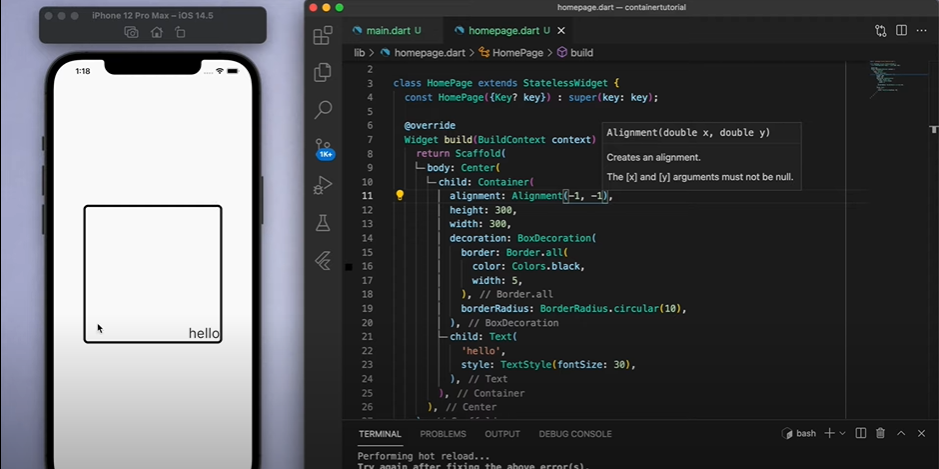 iPhone 12 Pro Max – iOS 14.5
1:18
hello
homepage.dart — containertutorial
main.dart U
homepage.dart U
lib > homepage.dart > HomePage > build
1K+
2
3 class HomePage extends StatelessWidget {
4 const HomePage({Key? key}) : super(key: key);
5
6 @override
7 Widget build(BuildContext context)
8 return Scaffold(
9 body: Center(
10 child: Container(
11 alignment: Alignment(-1, -1),
12 height: 300,
13 width: 300,
14 decoration: BoxDecoration(
15 border: Border.all(
16 color: Colors.black,
17 width: 5,
18 ), // Border.all
19 borderRadius: BorderRadius.circular(10),
20 ), // BoxDecoration
21 child: Text(
22 'hello',
23 style: TextStyle(fontSize: 30),
24 ), // Text
25 ), // Container
26 ), // Center
Alignment(double x, double y)
Creates an alignment.
The [x] and [y] arguments must not be null.
TERMINAL PROBLEMS OUTPUT DEBUG CONSOLE
bash
Performing hot reload...
Try again after fixing the above error(s).